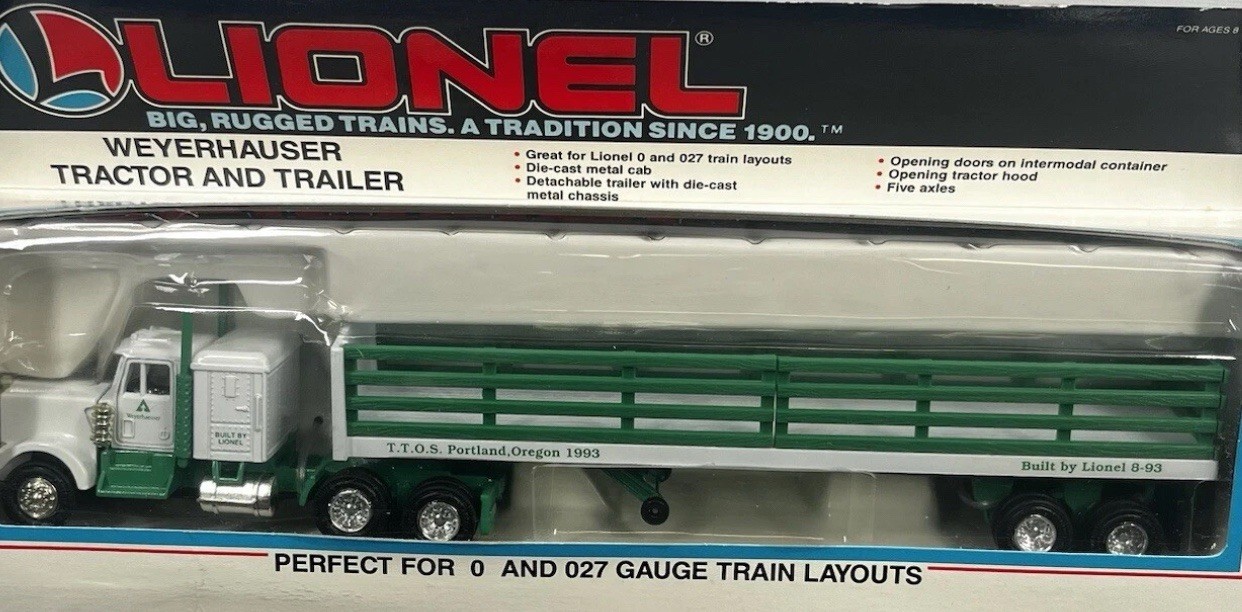 FOR AGES 8
LIONEL®
BIG, RUGGED TRAINS. A TRADITION SINCE 1900.™
WEYERHAUSER
TRACTOR AND TRAILER
• Great for Lionel 0 and 027 train layouts
• Die-cast metal cab
• Detachable trailer with die-cast
metal chassis
• Opening doors on intermodal container
• Opening tractor hood
• Five axles
Weyerhaeuser
BUILT BY
LIONEL
T.T.O.S. Portland,Oregon 1993
Built by Lionel 8-93
PERFECT FOR 0 AND 027 GAUGE TRAIN LAYOUTS